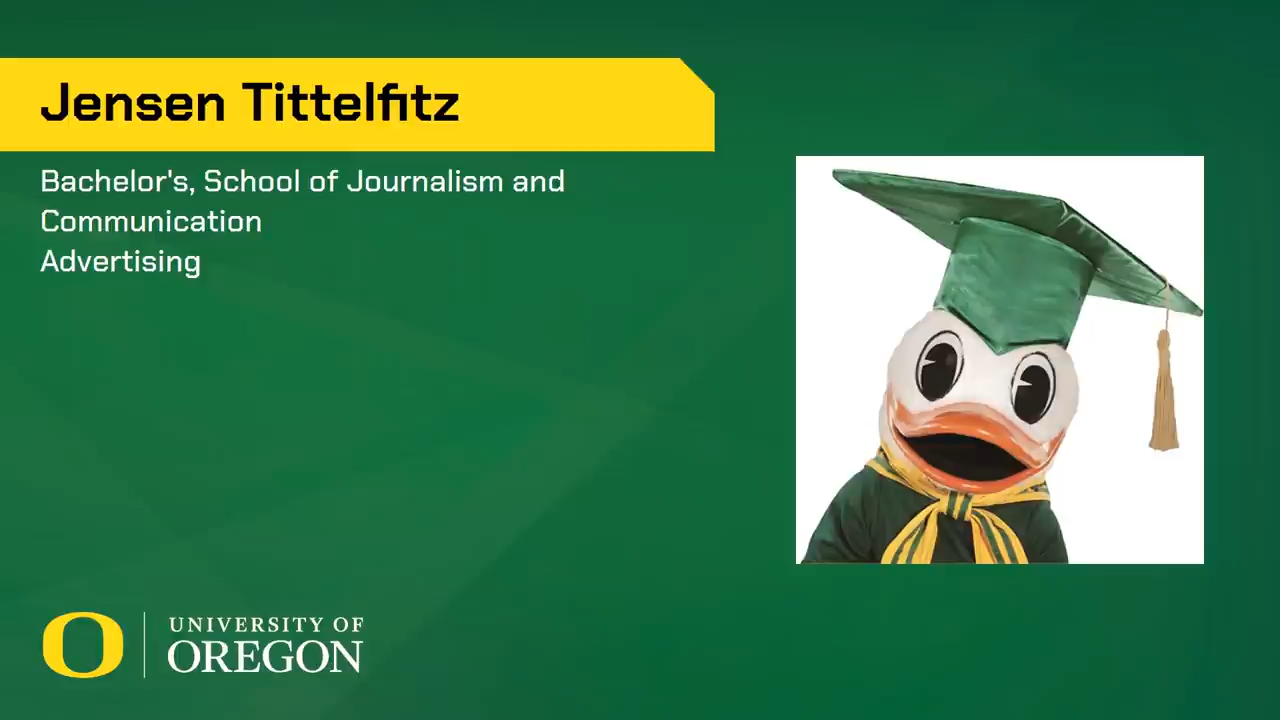 Jensen Tittelfitz
Bachelor's, School of Journalism and
Communication
Advertising
O
UNIVERSITY OF
OREGON